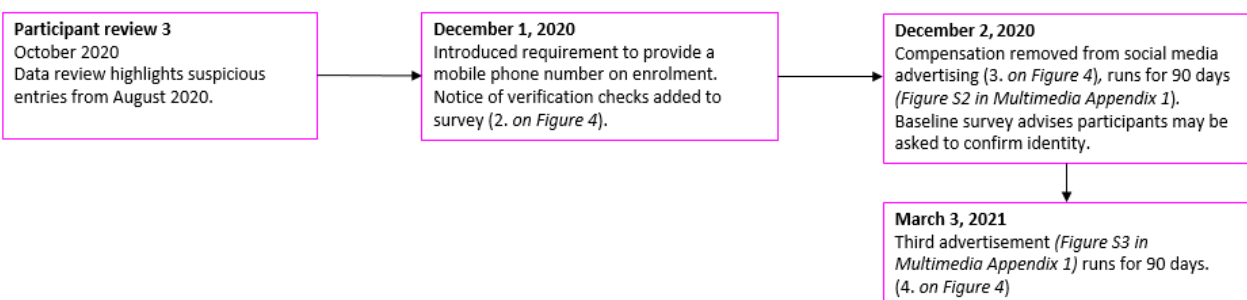 Participant review 3
October 2020
Data review highlights suspicious
entries from August 2020.
December 1, 2020
Introduced requirement to provide a
mobile phone number on enrolment.
Notice of verification checks added to
survey (2. on Figure 4).
December 2, 2020
Compensation removed from social media
advertising (3. on Figure 4), runs for 90 days
(Figure S2 in Multimedia Appendix 1).
Baseline survey advises participants may be
asked to confirm identity.
March 3, 2021
Third advertisement (Figure S3 in
Multimedia Appendix 1) runs for 90 days.
(4. on Figure 4)